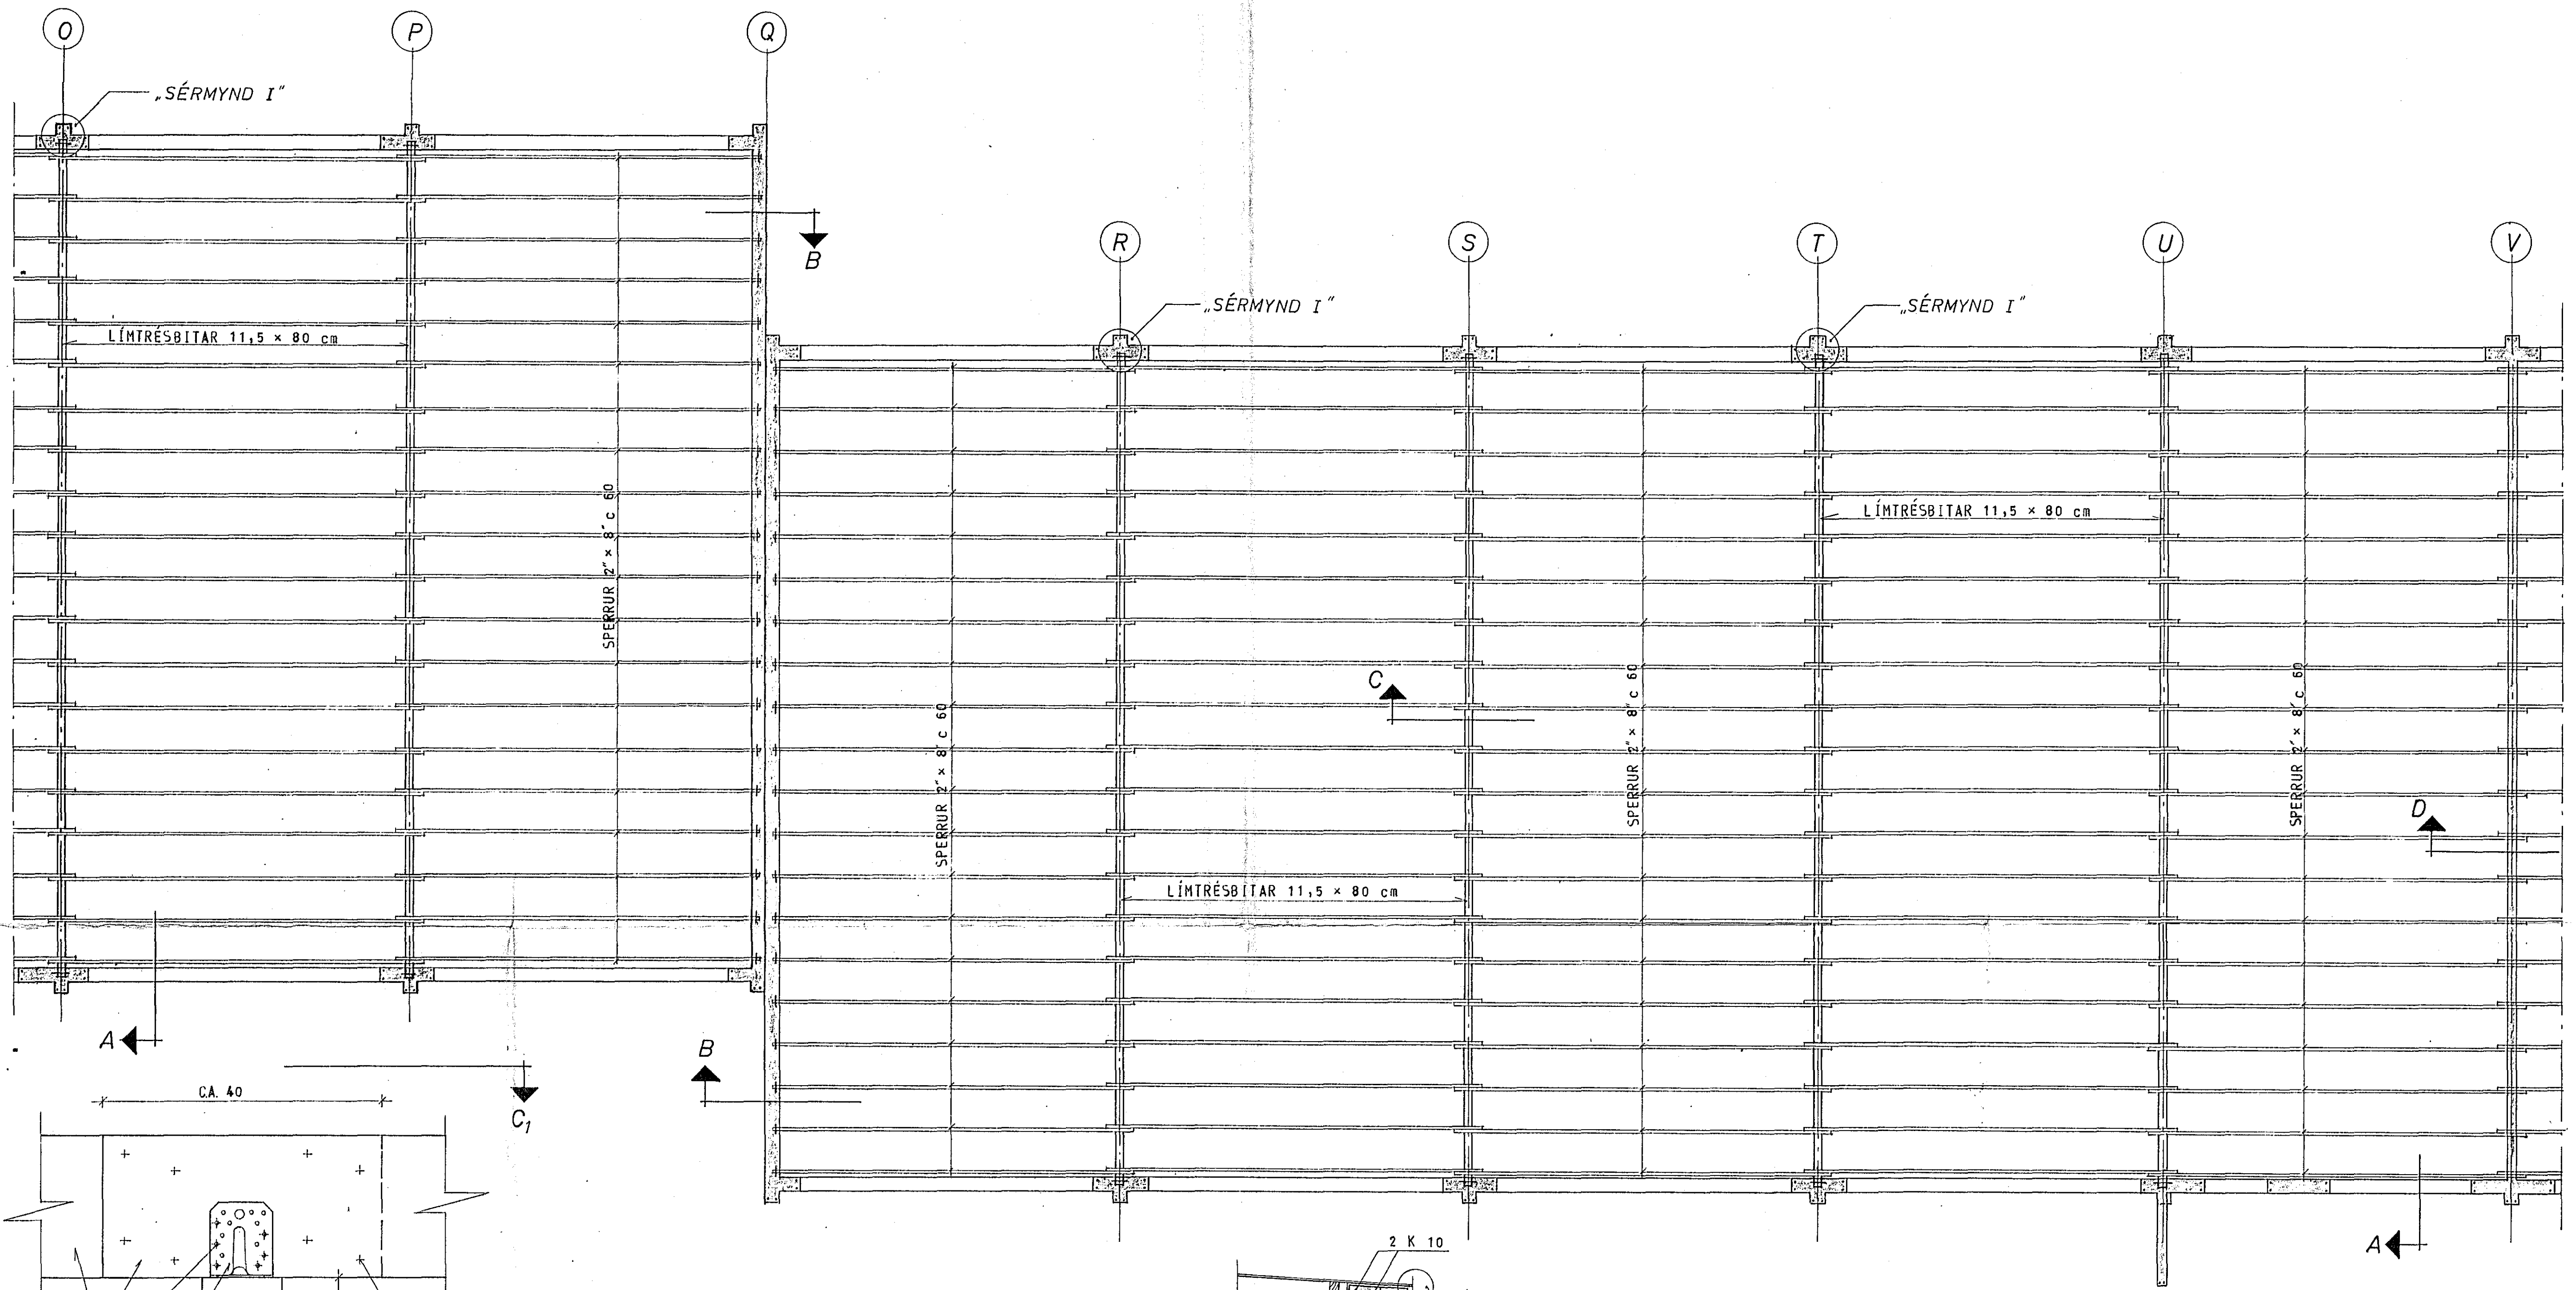 O
P
Q
„SÉRMYND I"
B
R
S
T
U
V
„SÉRMYND I"
„SÉRMYND I"
LÍMTRÉSBITAR 11,5 × 80 cm
SPERRUR 2" × 8" c 60
LÍMTRÉSBITAR 11,5 × 80 cm
C
SPERRUR 2" × 8" c 60
SPERRUR 2" × 8" c 60
SPERRUR 2" × 8" c 60
D
LÍMTRÉSBITAR 11,5 × 80 cm
A
B
C1
CA. 40
A
2 K 10